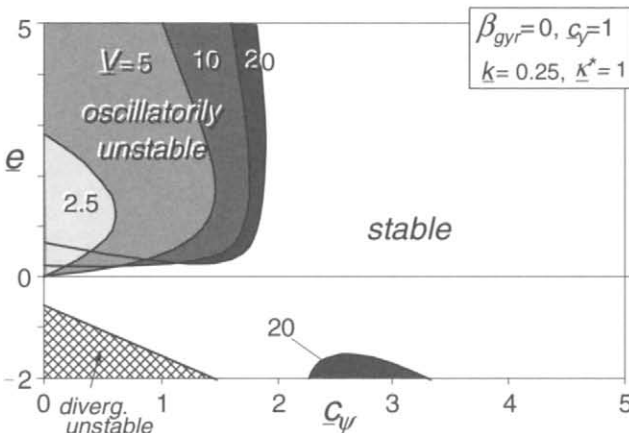 5
V=5
10
20
β_gyr=0, c_y=1
k=0.25, κ*=1
oscillatorily
unstable
e
2.5
stable
0
20
-2
0
1
2
3
4
5
diverg.
unstable
c_ψ